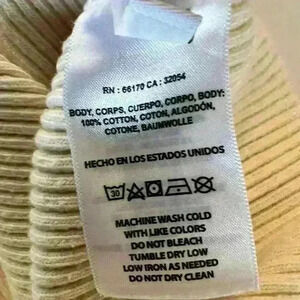 RN : 66170 CA : 32054
BODY, CORPS, CUERPO, CORPO, BODY:
100% COTTON, COTON, ALGODÓN,
COTONE, BAUMWOLLE
HECHO EN LOS ESTADOS UNIDOS
30
MACHINE WASH COLD
WITH LIKE COLORS
DO NOT BLEACH
TUMBLE DRY LOW
LOW IRON AS NEEDED
DO NOT DRY CLEAN